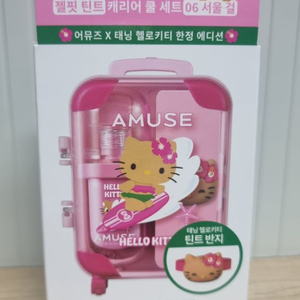 젤핏 틴트 캐리어 쿨 세트 06 서울 걸
어뮤즈 X 태닝 헬로키티 한정 에디션
AMUSE
HELLO
KITTY
AMUSE
HELLO KITTY
태닝 헬로키티
틴트 반지